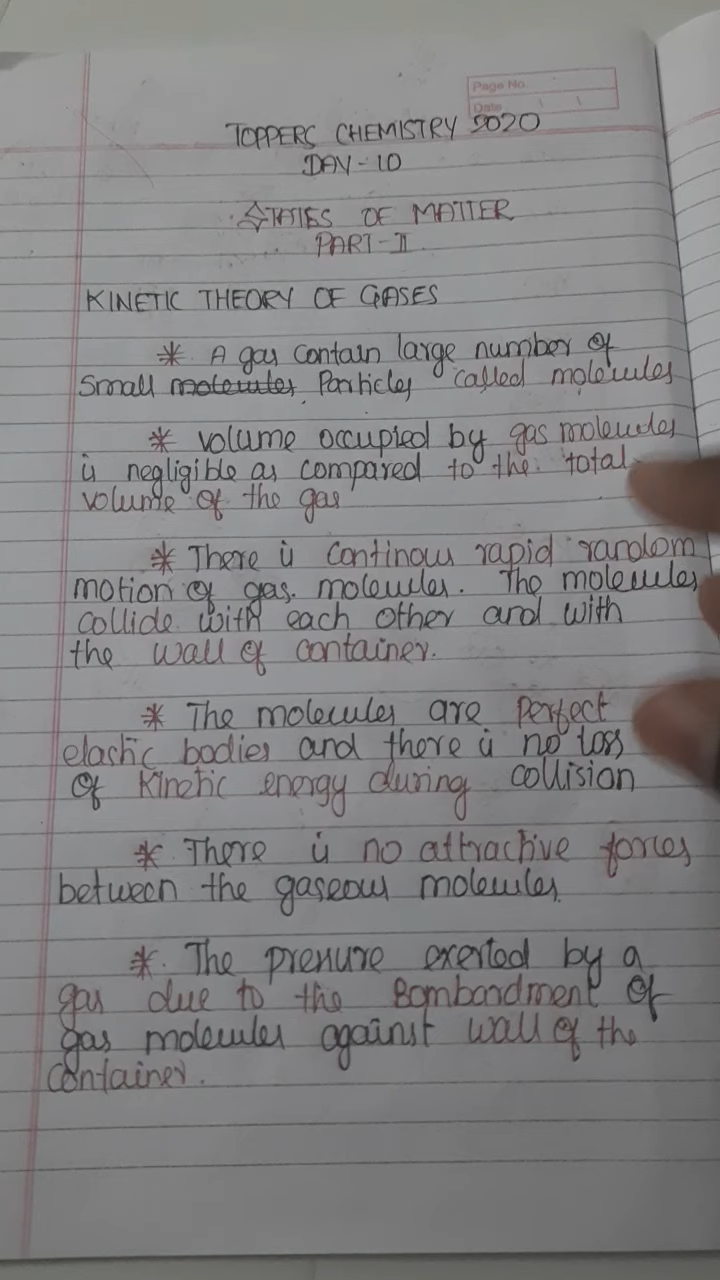 Page No.
Date
TOPPERS CHEMISTRY 2020
DAY-10
STATES OF MATTER
PART-II
KINETIC THEORY OF GASES
* A gas contain large number of
Small molecules Particles called molecules
* volume occupied by gas molecules
is negligible as compared to the total
volume of the gas
* There is continous rapid random
motion of gas. molecules. The molecules
collide with each other and with
the wall of container.
* The molecules are perfect
elastic bodies and there is no loss
Of Kinetic energy during collision
* There is no attractive forces
between the gaseous molecules.
* The pressure exerted by a
gas due to the Bombardment Of
gas molecules against wall of the
container.